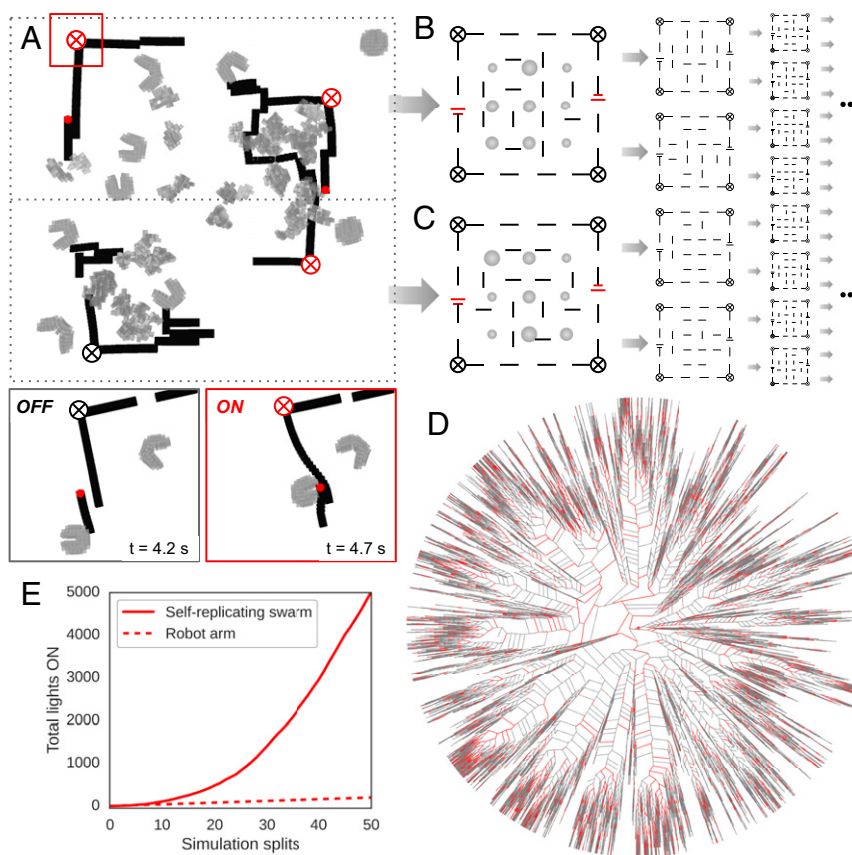 A
B
C
OFF
t = 4.2 s
ON
t = 4.7 s
D
E
5000
4000
3000
2000
1000
0
Total lights ON
Self-replicating swarm
Robot arm
0 10 20 30 40 50
Simulation splits